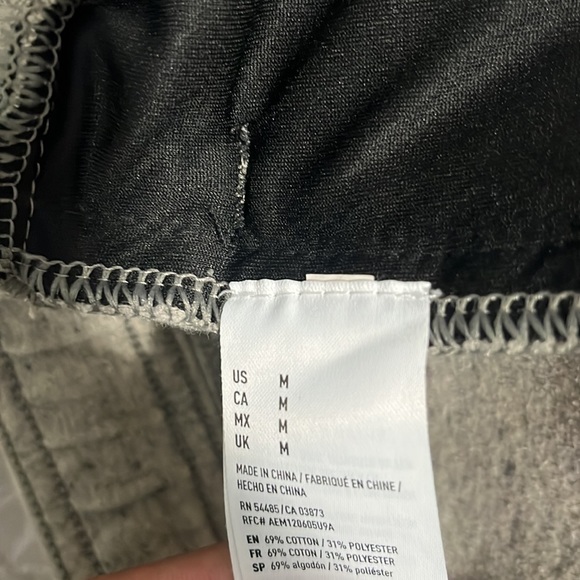 US M
CA M
MX M
UK M
MADE IN CHINA / FABRIQUÉ EN CHINE /
HECHO EN CHINA
RN 54485 / CA 03873
RFC# AEM120605U9A
EN 69% COTTON / 31% POLYESTER
FR 69% COTON / 31% POLYESTER
SP 69% algodón / 31% poliéster